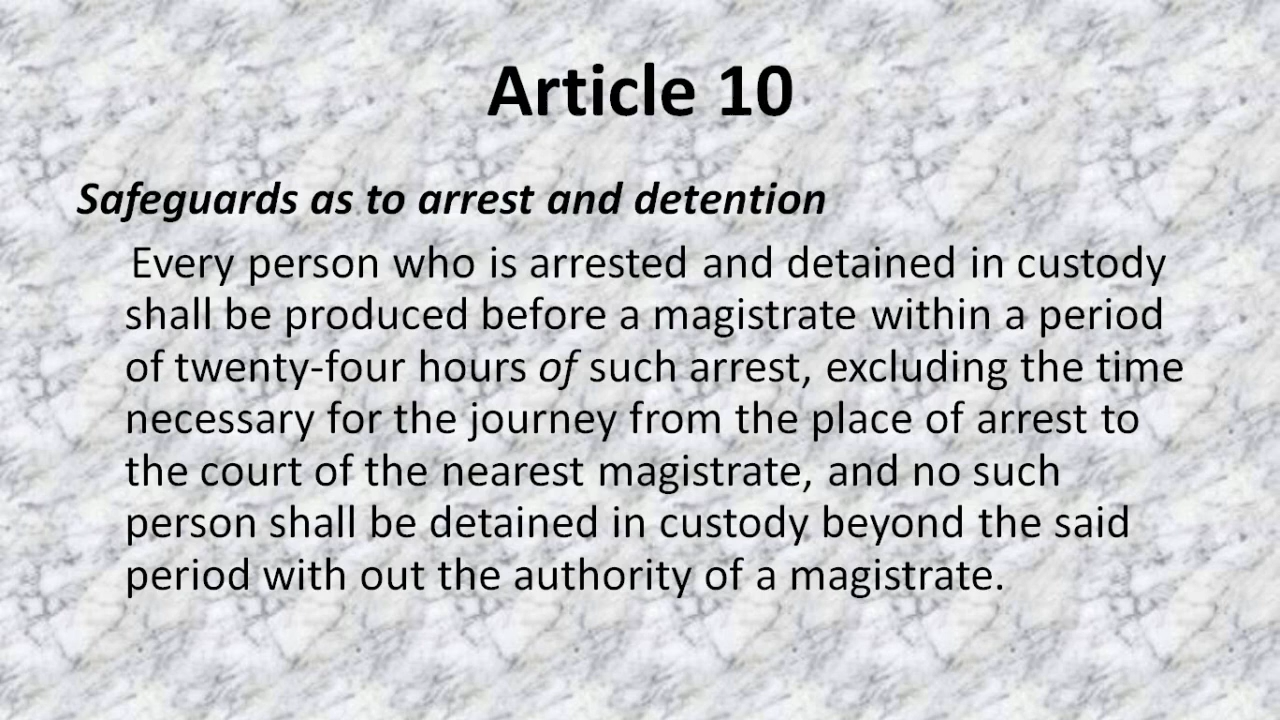 Article 10
Safeguards as to arrest and detention
Every person who is arrested and detained in custody
shall be produced before a magistrate within a period
of twenty-four hours of such arrest, excluding the time
necessary for the journey from the place of arrest to
the court of the nearest magistrate, and no such
person shall be detained in custody beyond the said
period with out the authority of a magistrate.